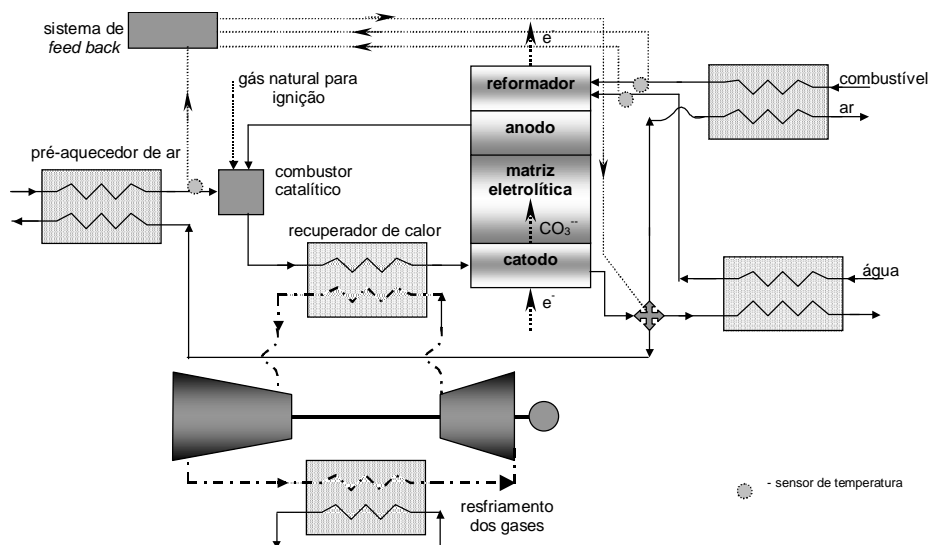 sistema de
feed back
gás natural para
ignição
pré-aquecedor de ar
combustor
catalítico
recuperador de calor
e⁻
reformador
anodo
matriz
eletrolítica
CO₃⁻⁻
catodo
e⁻
combustível
ar
água
resfriamento
dos gases
- sensor de temperatura